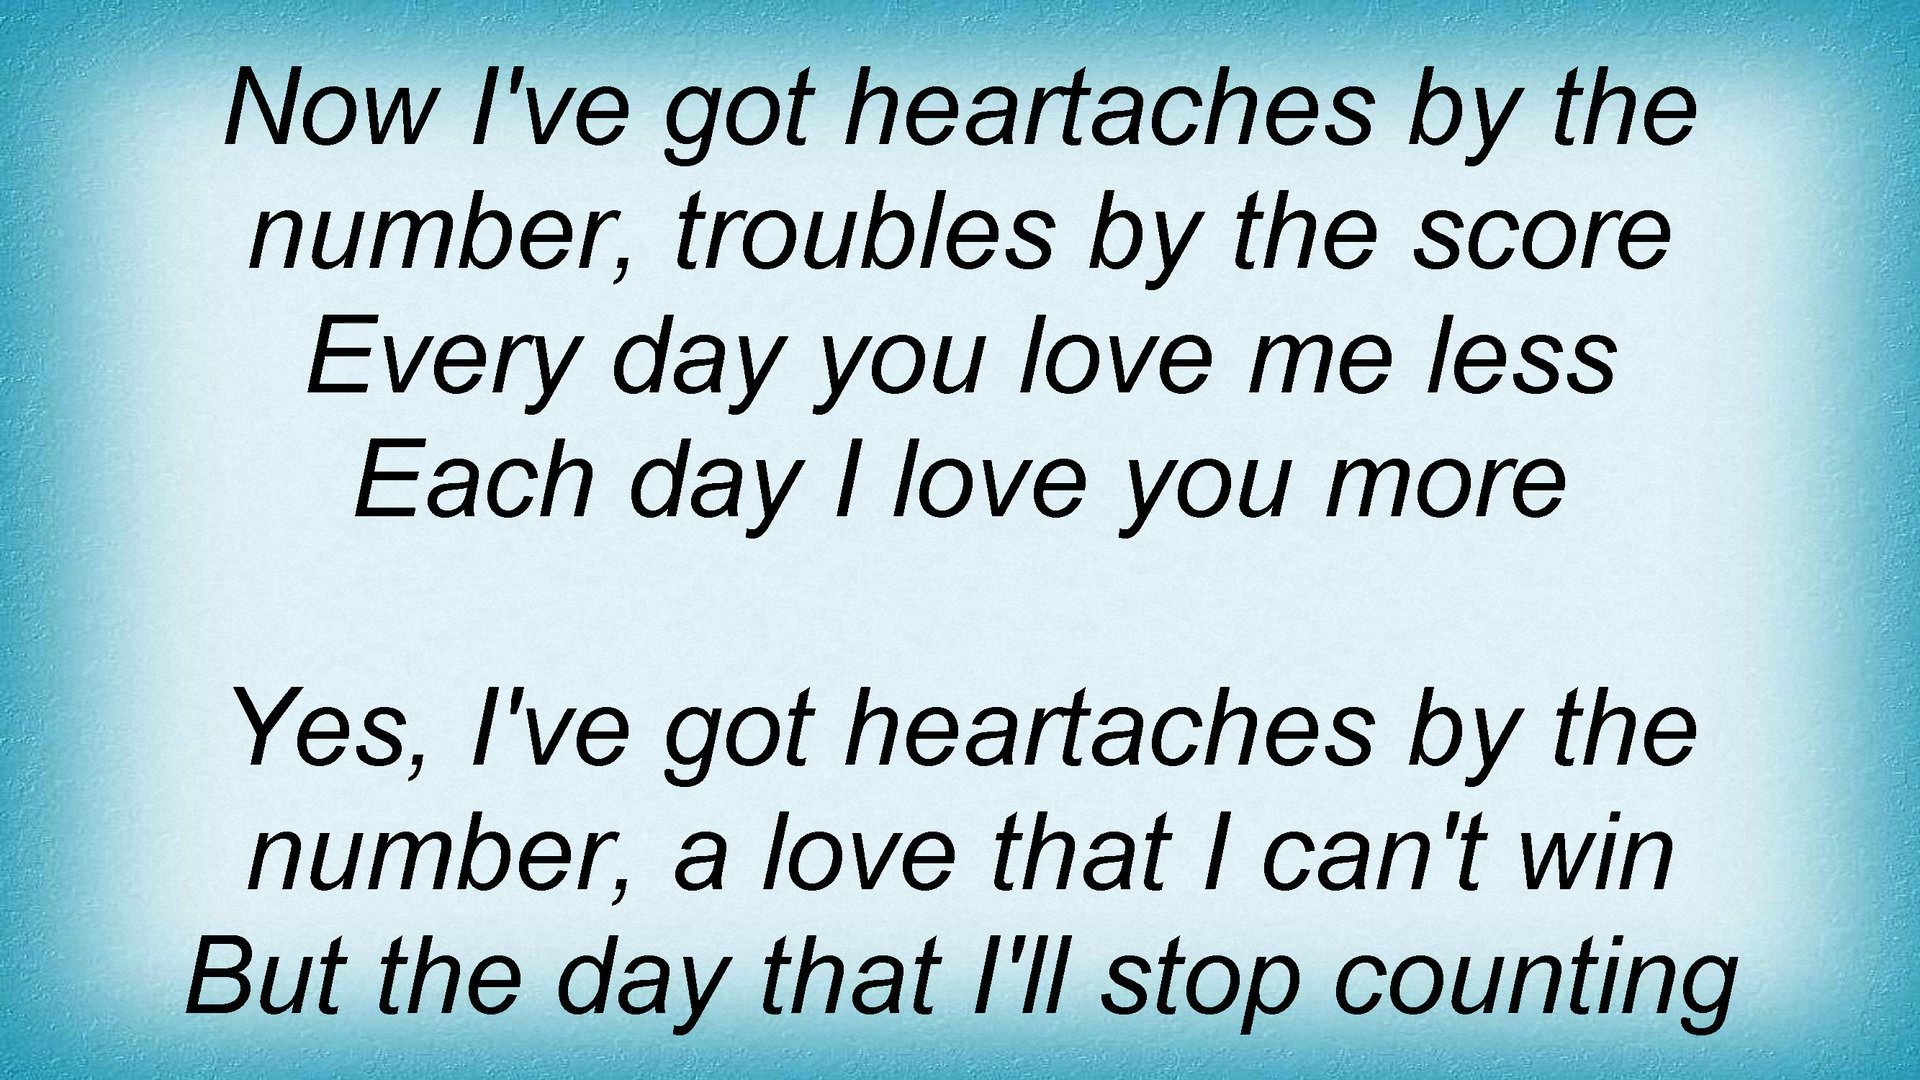 Now I've got heartaches by the
number, troubles by the score
Every day you love me less
Each day I love you more
Yes, I've got heartaches by the
number, a love that I can't win
But the day that I'll stop counting